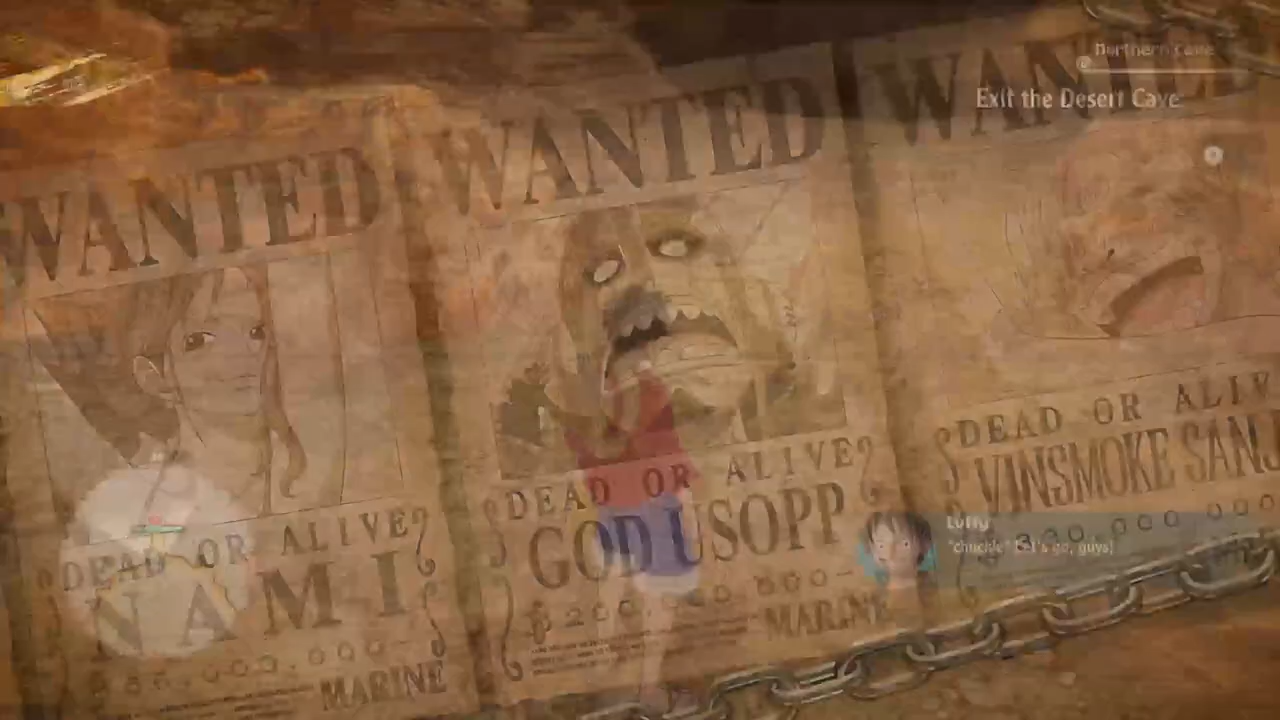 Northern Cave
Exit the Desert Cave
WANTED
DEAD OR ALIVE
NAMI
MARINE
WANTED
DEAD OR ALIVE
GOD USOPP
MARINE
WANTED
DEAD OR ALIV
VINSMOKE SANJ
Luffy
*chuckle* Let's go, guys!